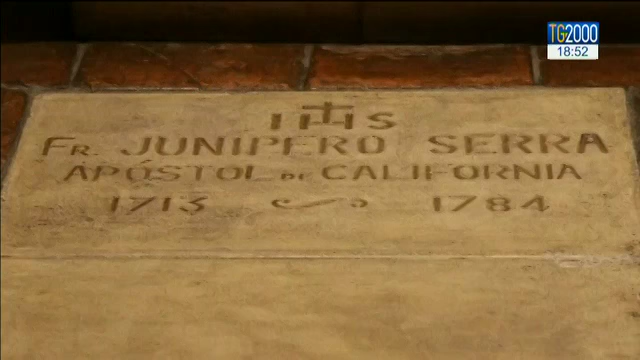 TG2000
18:52
IHS
FR. JUNIPERO SERRA
APÓSTOL DE CALIFORNIA
1713 1784